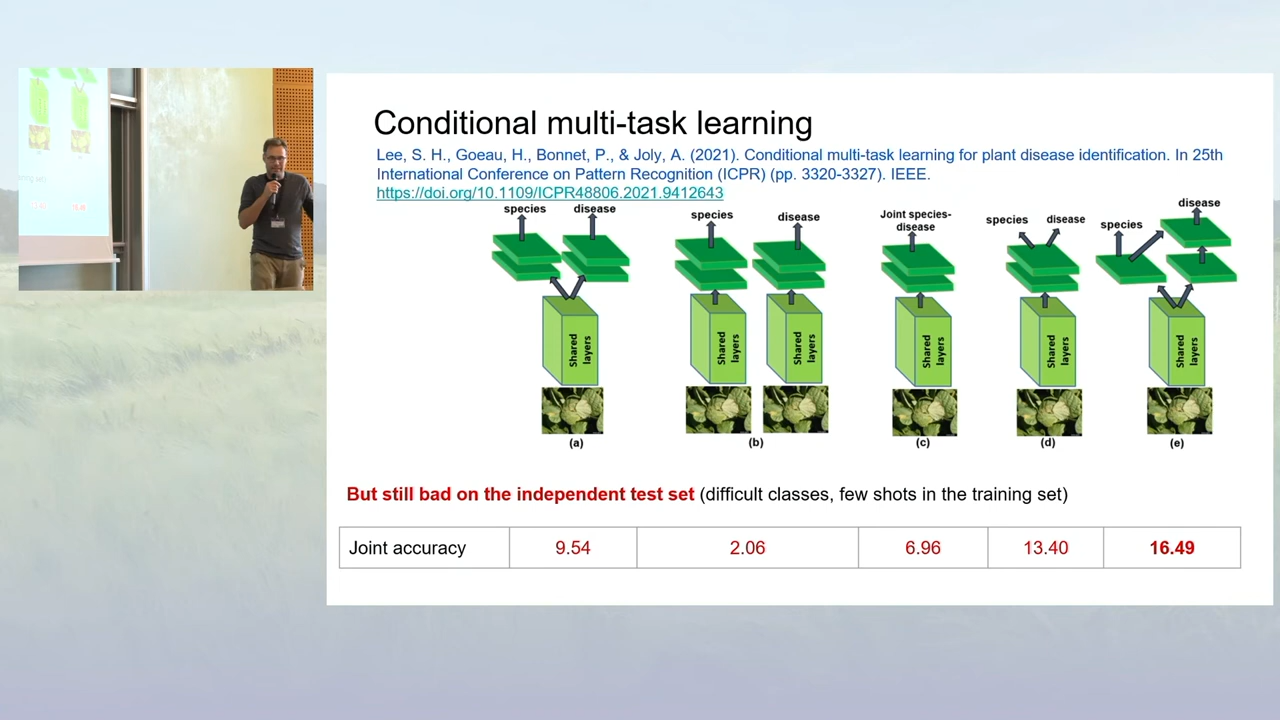 Conditional multi-task learning
Lee, S. H., Goeau, H., Bonnet, P., & Joly, A. (2021). Conditional multi-task learning for plant disease identification. In 25th
International Conference on Pattern Recognition (ICPR) (pp. 3320-3327). IEEE.
https://doi.org/10.1109/ICPR48806.2021.9412643
species disease
Shared
layers
(a)
species disease
Shared
layers
Shared
layers
(b)
Joint species-
disease
Shared
layers
(c)
species disease
Shared
layers
(d)
species disease
Shared
layers
(e)
But still bad on the independent test set (difficult classes, few shots in the training set)
Joint accuracy 9.54 2.06 6.96 13.40 16.49